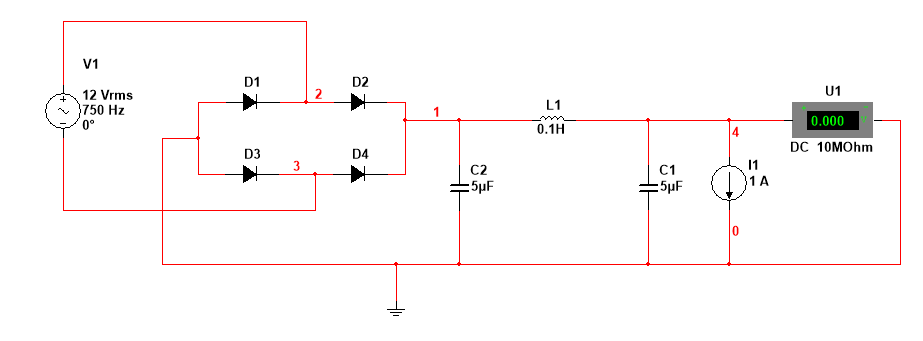 V1
12 Vrms
750 Hz
0°
D1
D2
2
1
D3
D4
3
C2
5µF
L1
0.1H
C1
5µF
4
I1
1 A
0
U1
0.000
DC 10MOhm